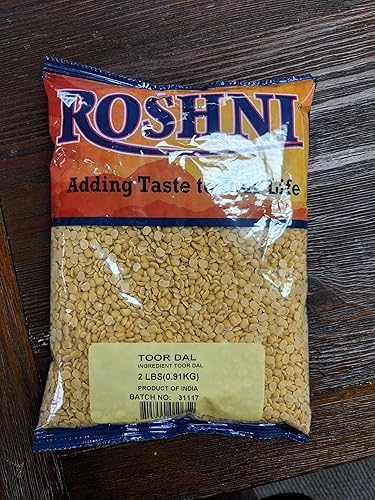 ROSHNI
Adding Taste to Life
TOOR DAL
INGREDIENT TOOR DAL
2 LBS(0.91KG)
PRODUCT OF INDIA
BATCH NO: 31117